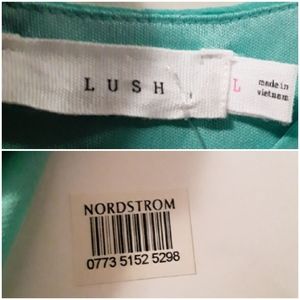 LUSH
L
made in
vietnam
NORDSTROM
0773 5152 5298